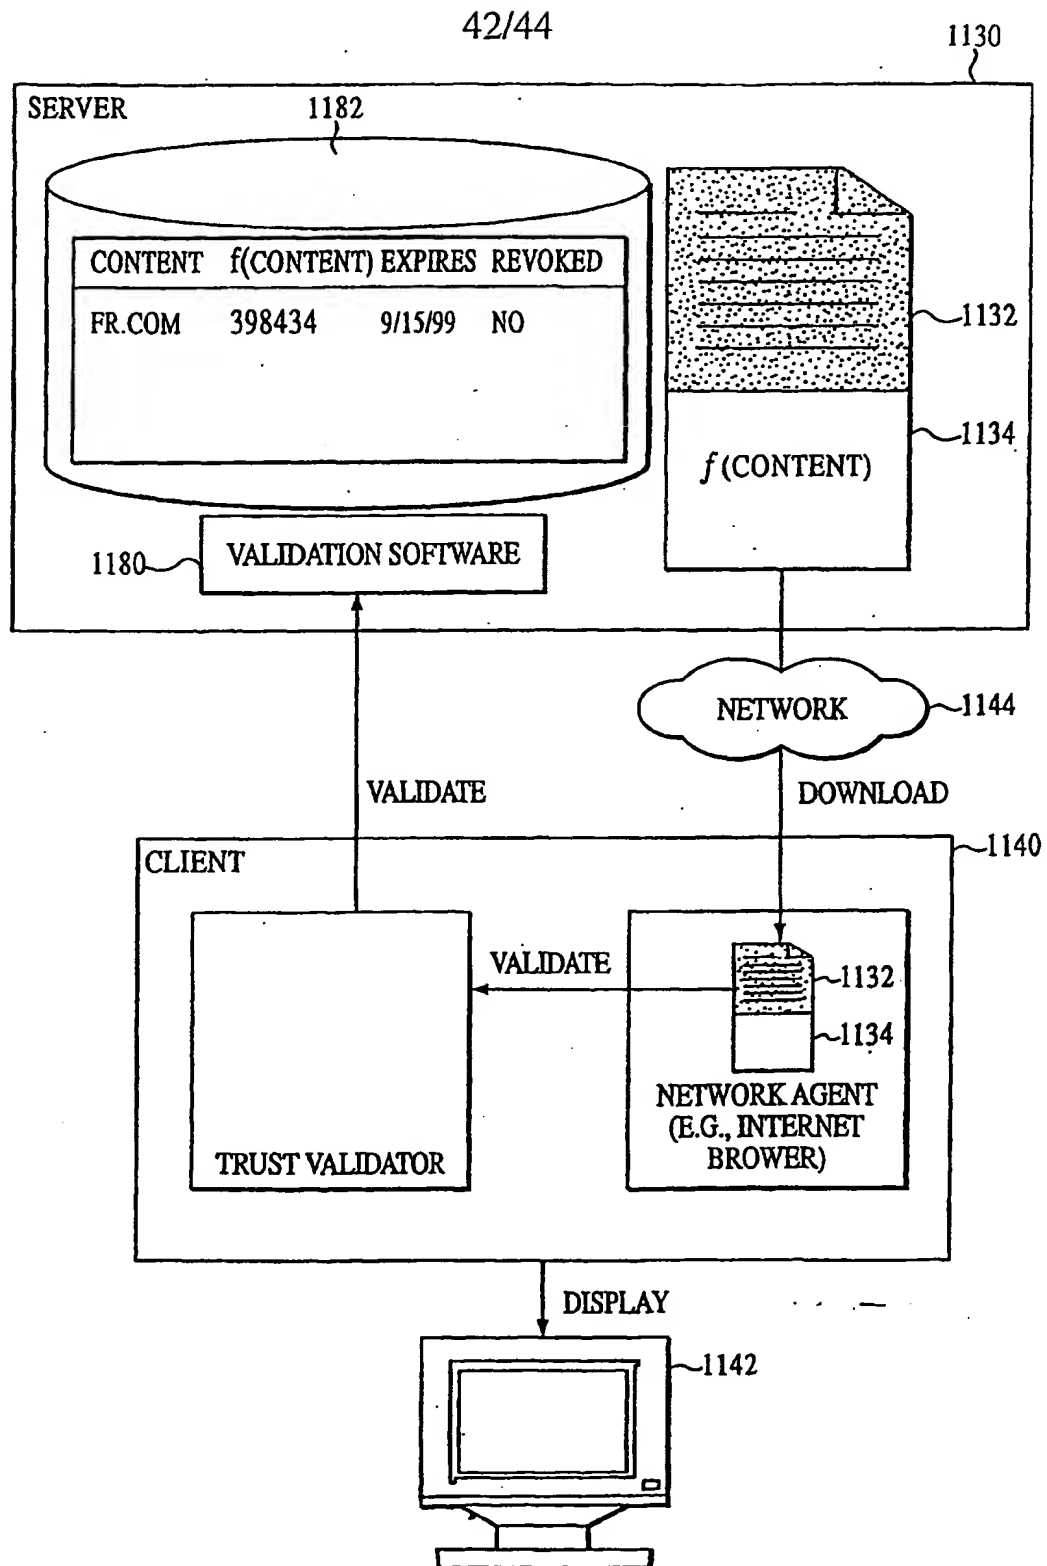 42/44
1130
SERVER
1182
CONTENT f(CONTENT) EXPIRES REVOKED
FR.COM 398434 9/15/99 NO
1132
1134
f(CONTENT)
1180
VALIDATION SOFTWARE
NETWORK
1144
VALIDATE
DOWNLOAD
1140
CLIENT
VALIDATE
1132
1134
NETWORK AGENT
(E.G., INTERNET
BROWER)
TRUST VALIDATOR
DISPLAY
1142